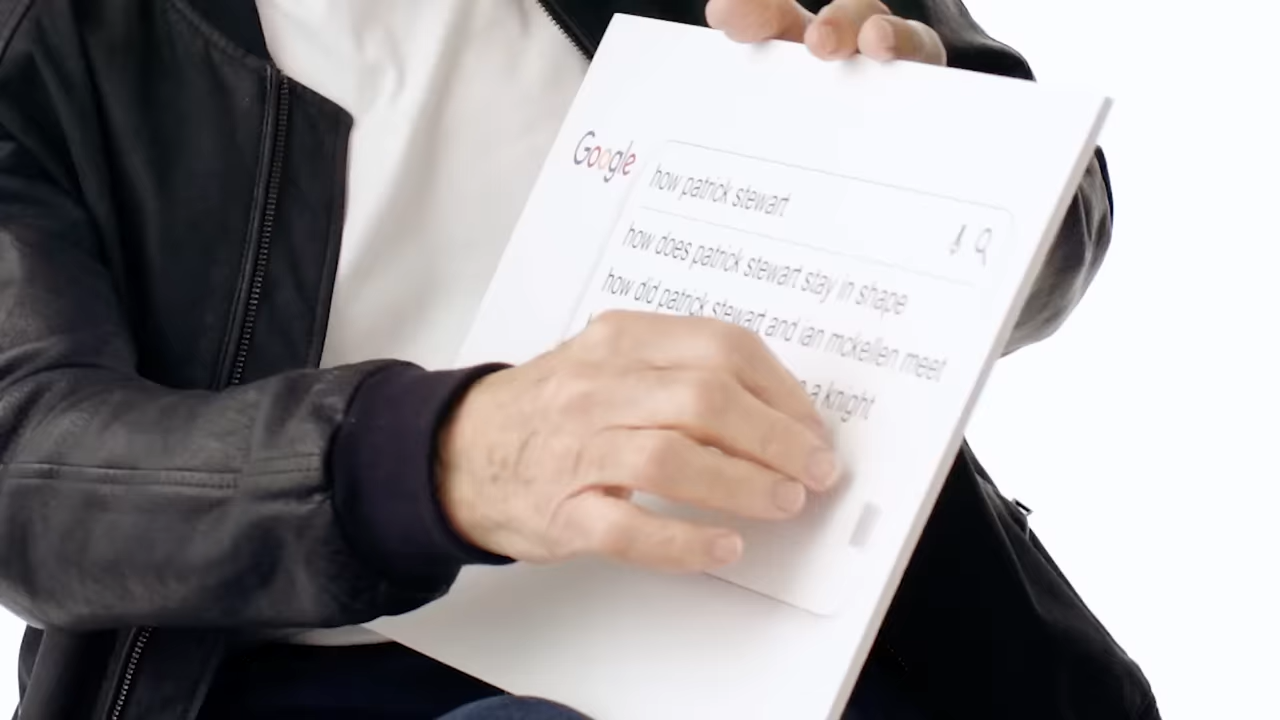 Google
how patrick stewart
how does patrick stewart stay in shape
how did patrick stewart and ian mckellen meet
a knight